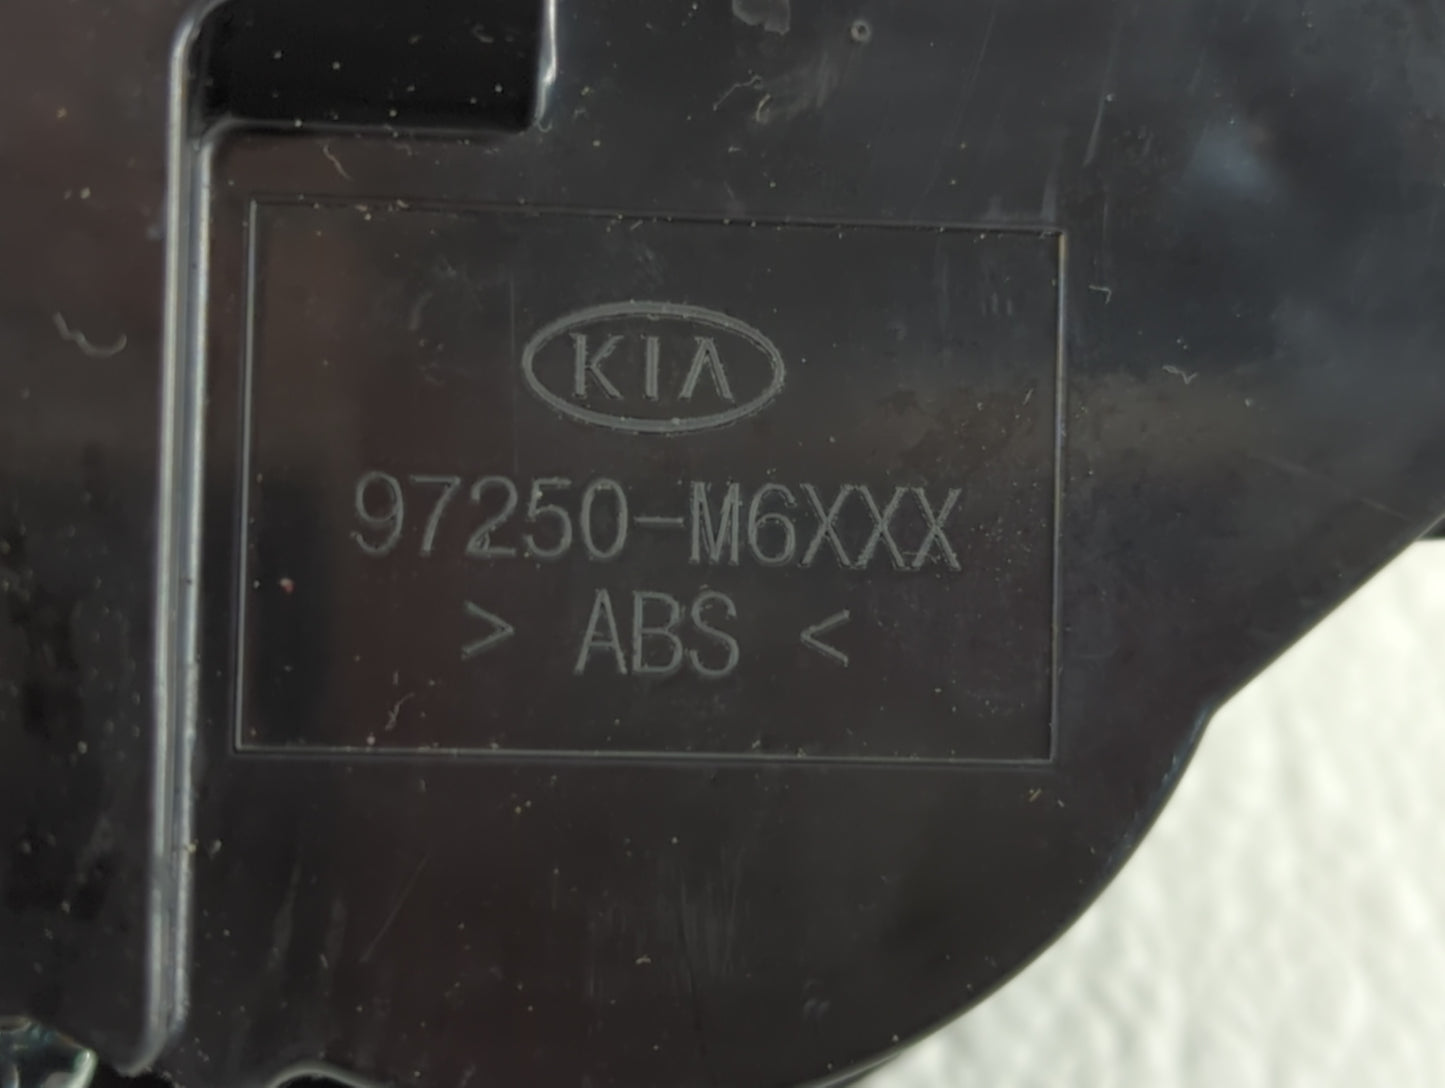 KIA
97250-M6XXX
> ABS <